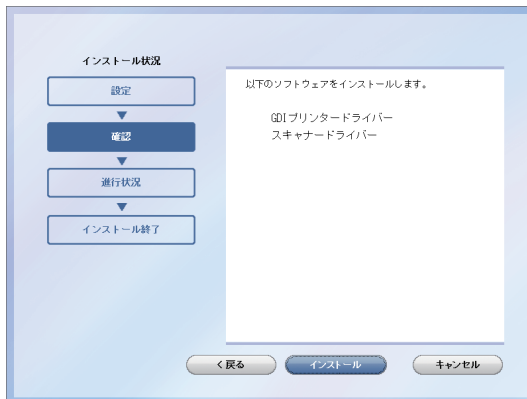 インストール状況
設定
確認
進行状況
インストール終了
以下のソフトウェアをインストールします。
GDIプリンタードライバー
スキャナードライバー
< 戻る
インストール
キャンセル